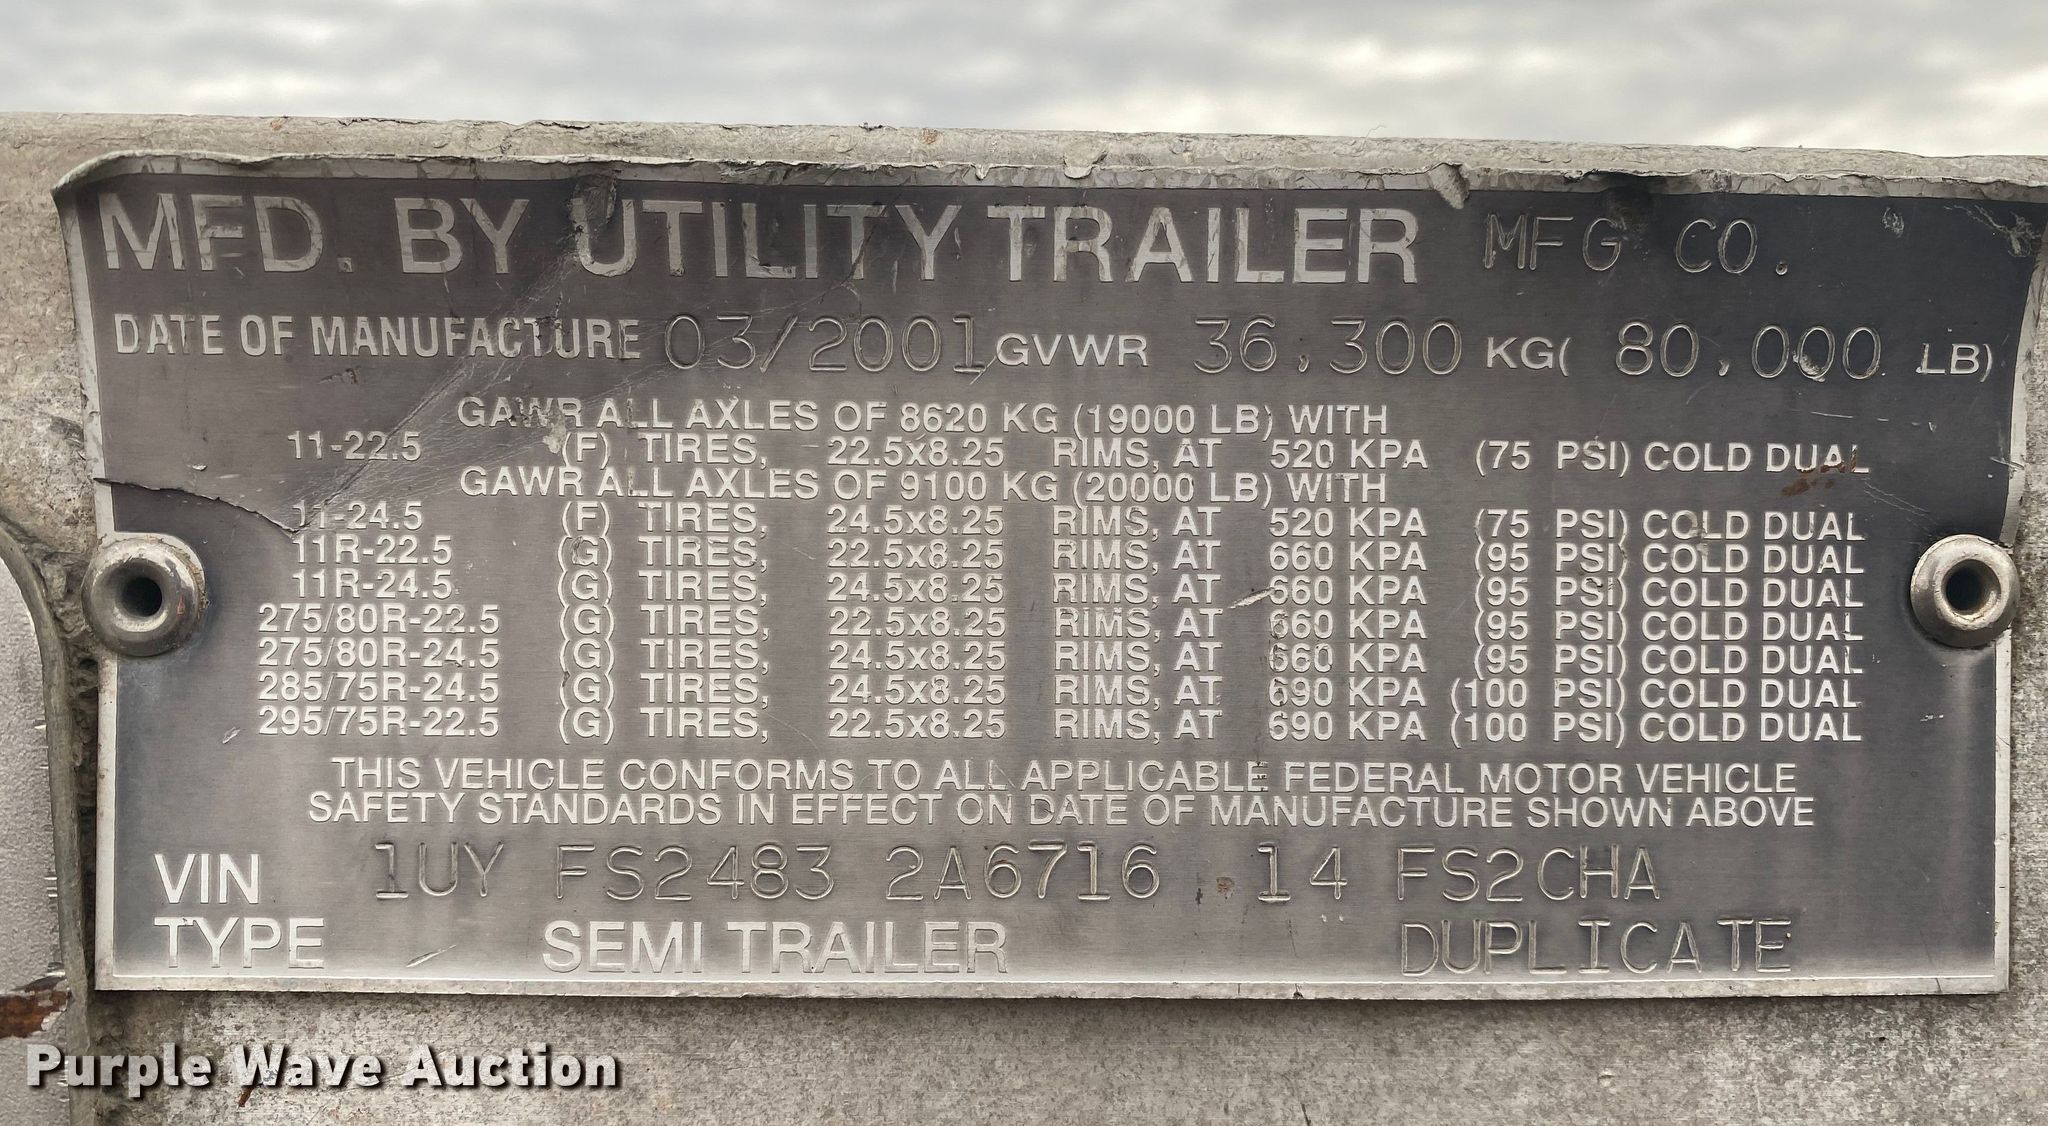 MFD. BY UTILITY TRAILER MFG CO.
DATE OF MANUFACTURE 03/2001 GVWR 36,300 KG( 80,000 LB)
GAWR ALL AXLES OF 8620 KG (19000 LB) WITH
11-22.5 (F) TIRES, 22.5x8.25 RIMS, AT 520 KPA (75 PSI) COLD DUAL
GAWR ALL AXLES OF 9100 KG (20000 LB) WITH
11-24.5 (F) TIRES, 24.5x8.25 RIMS, AT 520 KPA (75 PSI) COLD DUAL
11R-22.5 (G) TIRES, 22.5x8.25 RIMS, AT 660 KPA (95 PSI) COLD DUAL
11R-24.5 (G) TIRES, 24.5x8.25 RIMS, AT 660 KPA (95 PSI) COLD DUAL
275/80R-22.5 (G) TIRES, 22.5x8.25 RIMS, AT 660 KPA (95 PSI) COLD DUAL
275/80R-24.5 (G) TIRES, 24.5x8.25 RIMS, AT 660 KPA (95 PSI) COLD DUAL
285/75R-24.5 (G) TIRES, 24.5x8.25 RIMS, AT 690 KPA (100 PSI) COLD DUAL
295/75R-22.5 (G) TIRES, 22.5x8.25 RIMS, AT 690 KPA (100 PSI) COLD DUAL
THIS VEHICLE CONFORMS TO ALL APPLICABLE FEDERAL MOTOR VEHICLE
SAFETY STANDARDS IN EFFECT ON DATE OF MANUFACTURE SHOWN ABOVE
VIN 1UY FS2483 2A6716 14 FS2CHA
TYPE SEMI TRAILER DUPLICATE
Purple Wave Auction